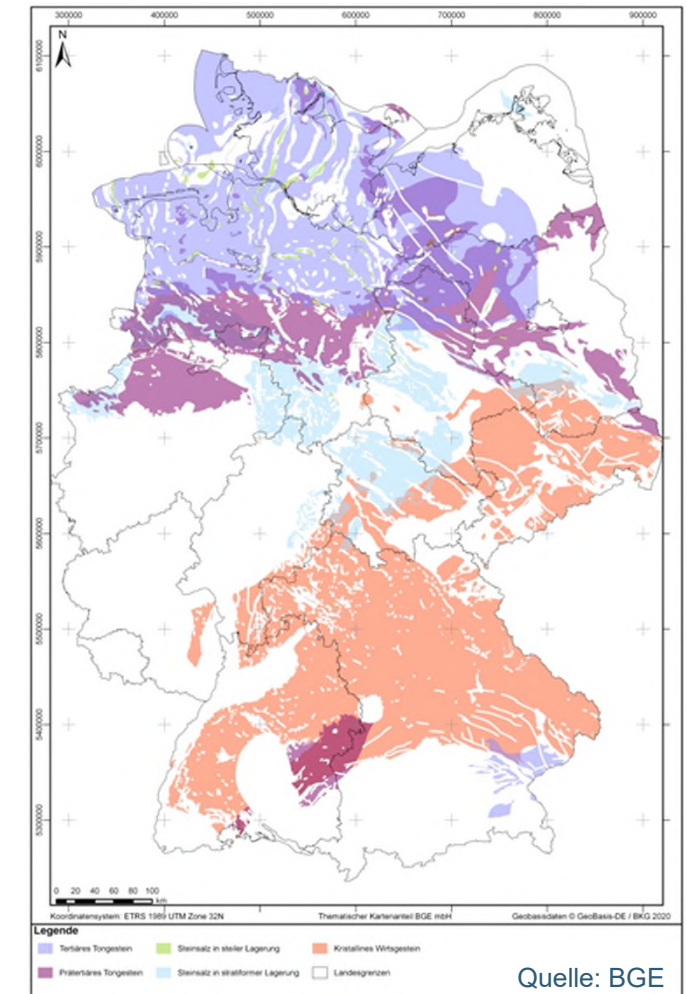 300000 400000 500000 600000 700000 800000 900000
N
6100000
6000000
5900000
5800000
5700000
5600000
5500000
5400000
5300000
0 20 40 60 80 100
km
Koordinatensystem: ETRS 1989 UTM Zone 32N Thematischer Kartenanteil BGE mbH Geobasisdaten © GeoBasis-DE / BKG 2020
Legende
Tertiäres Tongestein Steinsalz in steiler Lagerung Kristallines Wirtsgestein
Prätertiäres Tongestein Steinsalz in stratiformer Lagerung Landesgrenzen
Quelle: BGE